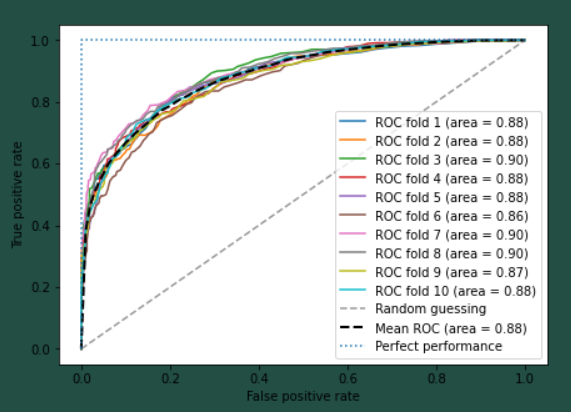 1.0
0.8
0.6
0.4
0.2
0.0
True positive rate
ROC fold 1 (area = 0.88)
ROC fold 2 (area = 0.88)
ROC fold 3 (area = 0.90)
ROC fold 4 (area = 0.88)
ROC fold 5 (area = 0.88)
ROC fold 6 (area = 0.86)
ROC fold 7 (area = 0.90)
ROC fold 8 (area = 0.90)
ROC fold 9 (area = 0.87)
ROC fold 10 (area = 0.88)
Random guessing
Mean ROC (area = 0.88)
Perfect performance
0.0 0.2 0.4 0.6 0.8 1.0
False positive rate